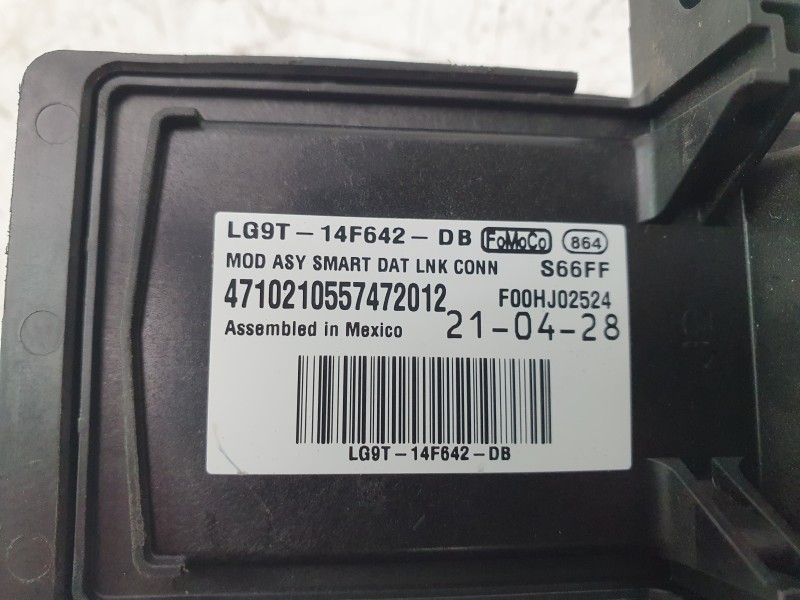 LG9T-14F642-DB FoMoCo 864
MOD ASY SMART DAT LNK CONN S66FF
4710210557472012 F00HJ02524
Assembled in Mexico 21-04-28
LG9T-14F642-DB